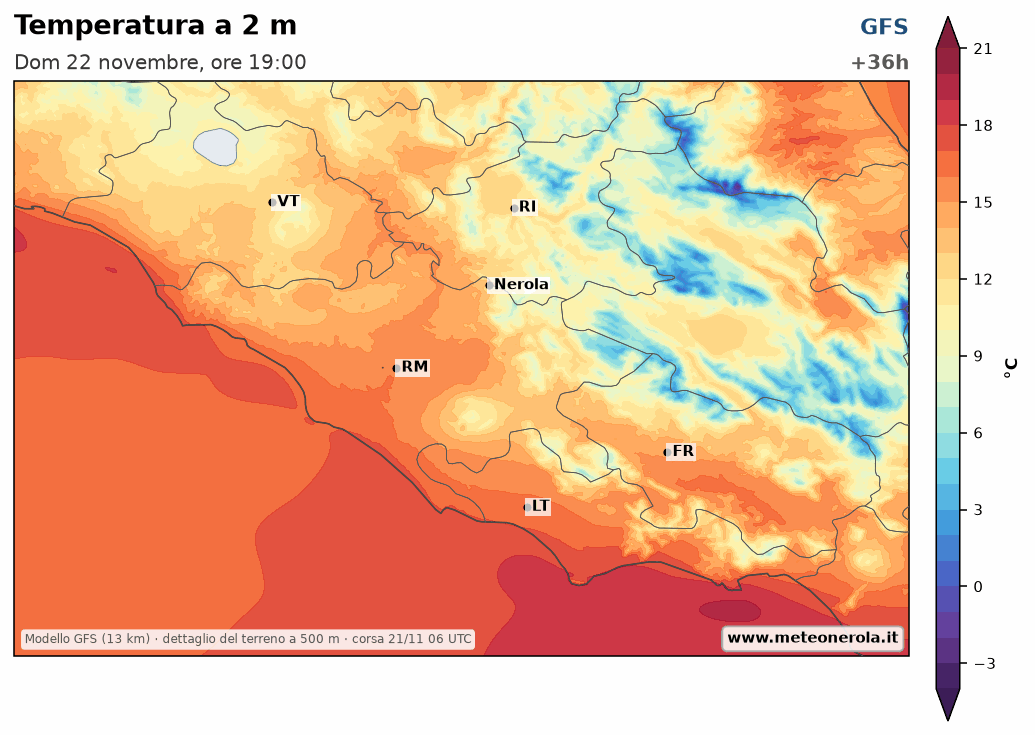 Temperatura a 2 m
GFS
Dom 22 novembre, ore 19:00
+36h
VT
RI
Nerola
RM
FR
LT
Modello GFS (13 km) · dettaglio del terreno a 500 m · corsa 21/11 06 UTC
www.meteonerola.it
21
18
15
12
9
6
3
0
−3
°C